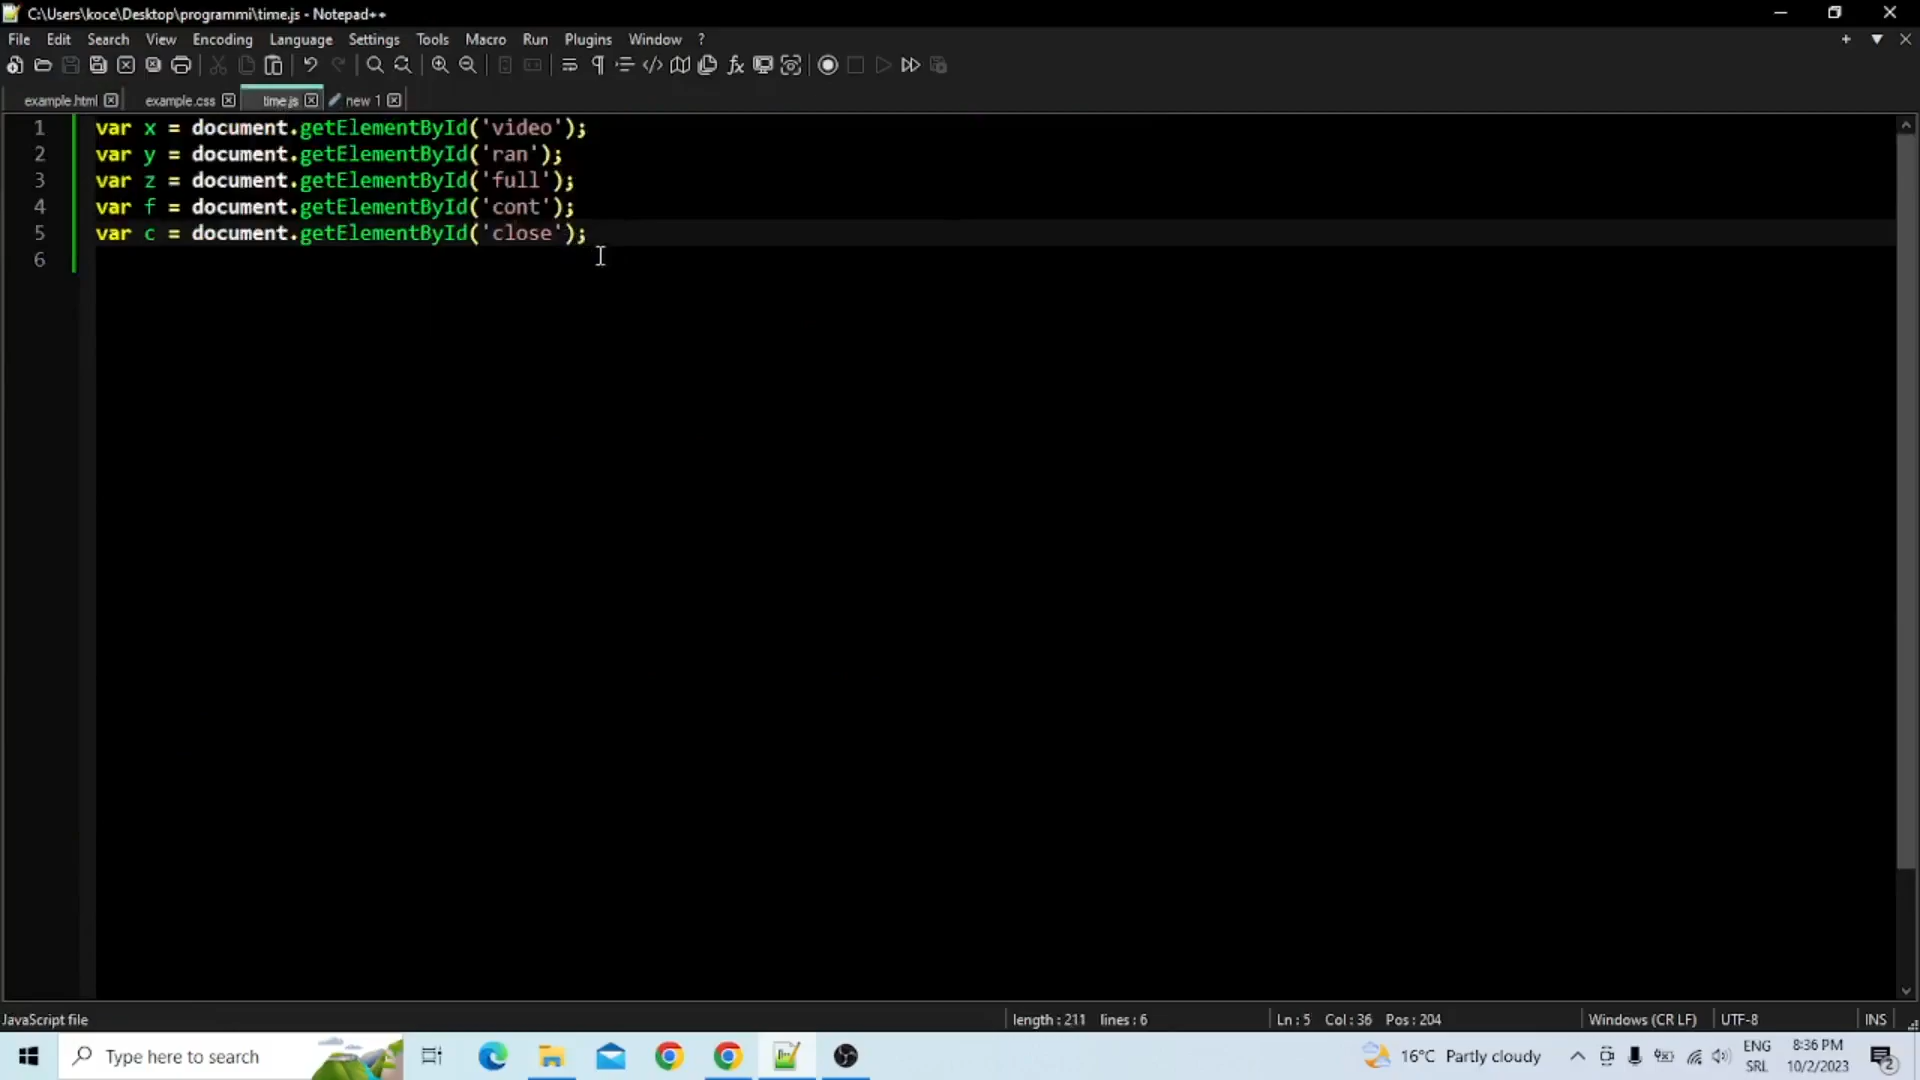 C:\Users\koce\Desktop\programmi\time.js - Notepad++
File Edit Search View Encoding Language Settings Tools Macro Run Plugins Window ?
example.html example.css time.js new 1
1 var x = document.getElementById('video');
2 var y = document.getElementById('ran');
3 var z = document.getElementById('full');
4 var f = document.getElementById('cont');
5 var c = document.getElementById('close');
6
JavaScript file length : 211 lines : 6 Ln : 5 Col : 36 Pos : 204 Windows (CR LF) UTF-8 INS
Type here to search 16°C Partly cloudy ENG SRL 8:36 PM 10/2/2023 2